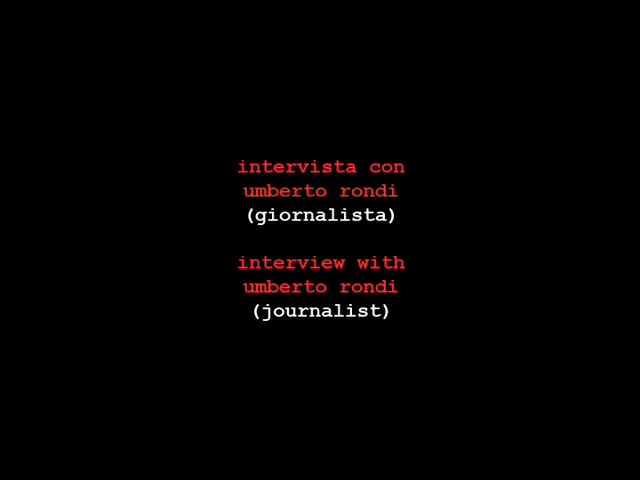 intervista con
umberto rondi
(giornalista)
interview with
umberto rondi
(journalist)